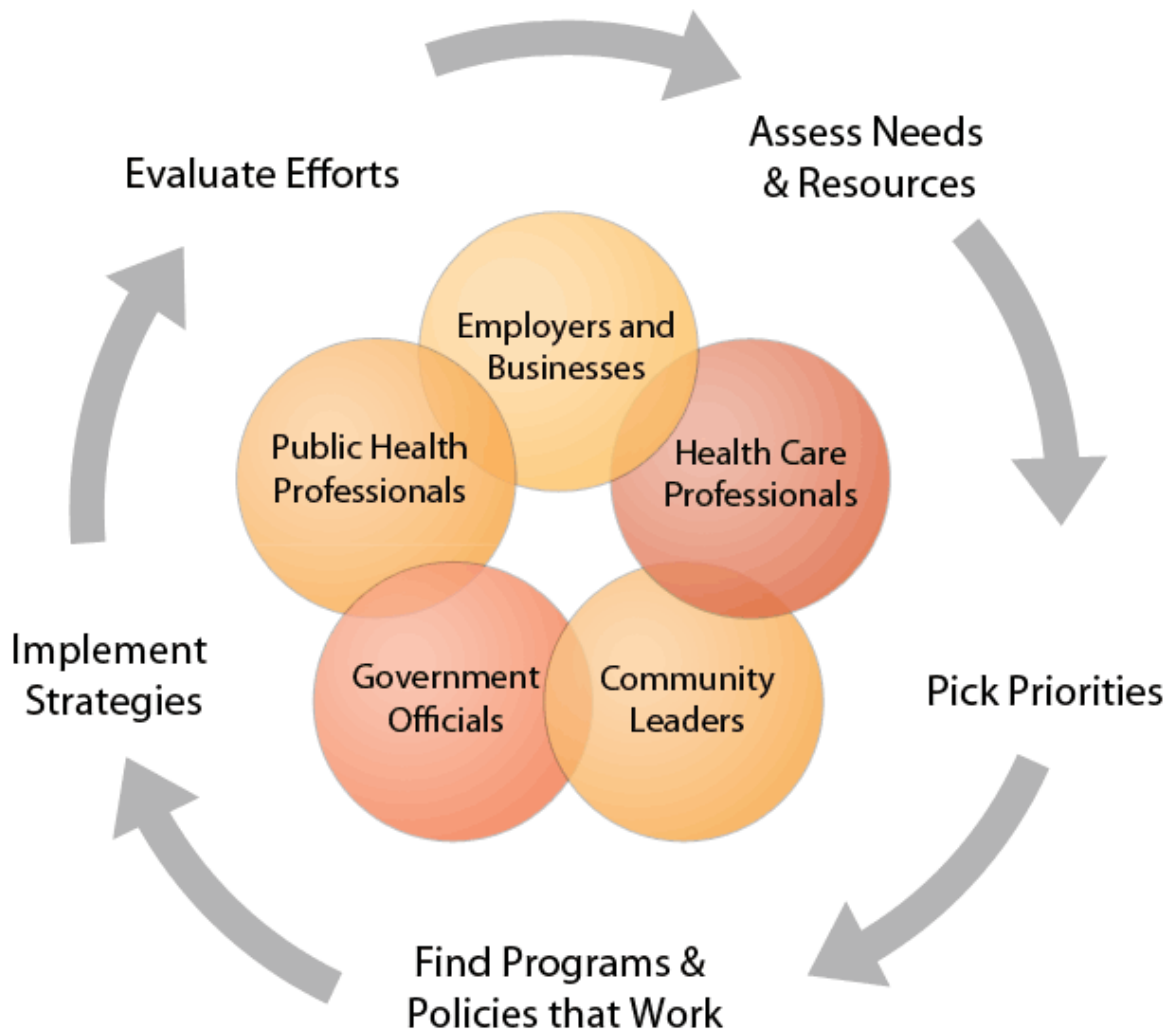 Evaluate Efforts
Assess Needs
& Resources
Employers and
Businesses
Public Health
Professionals
Health Care
Professionals
Implement
Strategies
Government
Officials
Community
Leaders
Pick Priorities
Find Programs &
Policies that Work